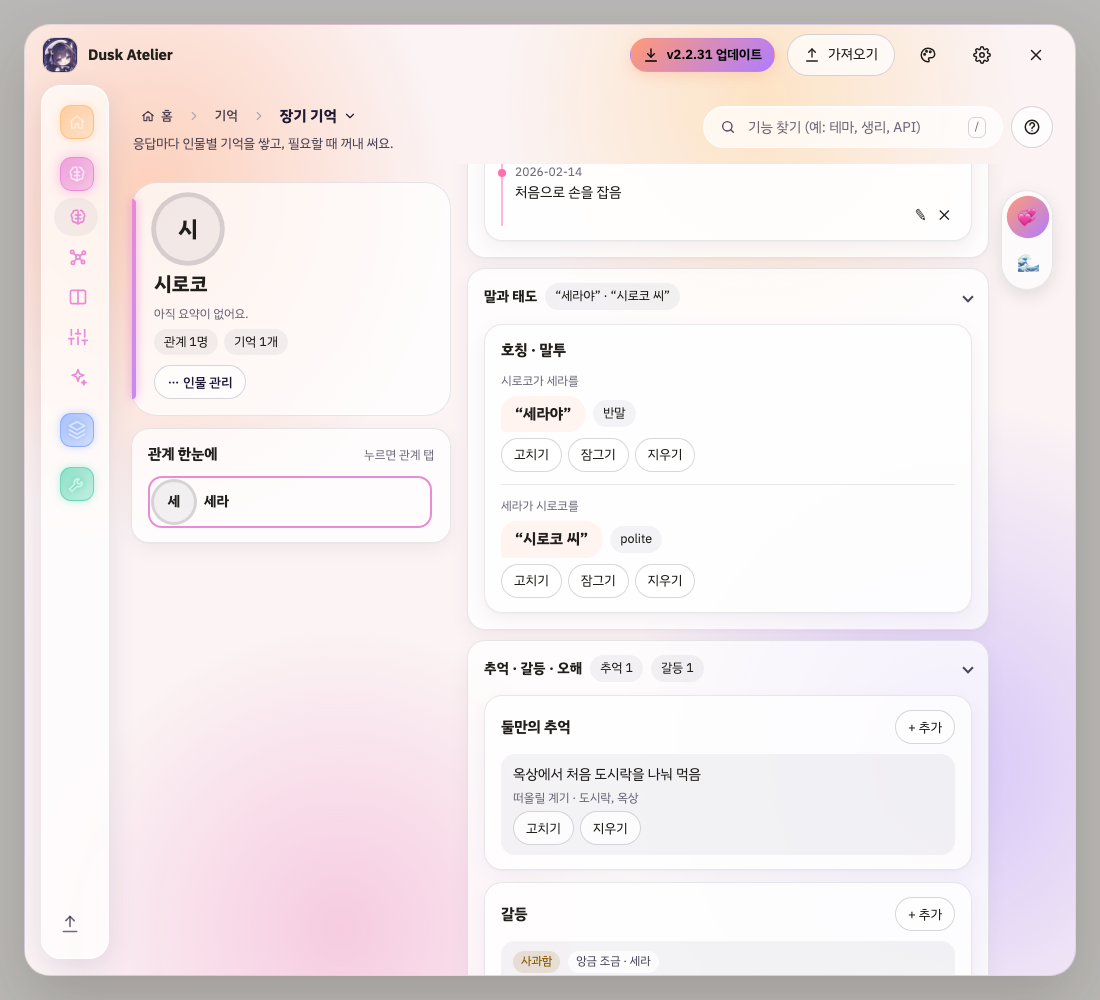 Dusk Atelier
v2.2.31 업데이트
가져오기
홈
기억
장기 기억
응답마다 인물별 기억을 쌓고, 필요할 때 꺼내 써요.
기능 찾기 (예: 테마, 생리, API)
/
시
시로코
아직 요약이 없어요.
관계 1명
기억 1개
··· 인물 관리
관계 한눈에
누르면 관계 탭
세
세라
2026-02-14
처음으로 손을 잡음
말과 태도
“세라야” · “시로코 씨”
호칭 · 말투
시로코가 세라를
“세라야”
반말
고치기
잠그기
지우기
세라가 시로코를
“시로코 씨”
polite
고치기
잠그기
지우기
추억 · 갈등 · 오해
추억 1
갈등 1
둘만의 추억
+ 추가
옥상에서 처음 도시락을 나눠 먹음
떠올릴 계기 · 도시락, 옥상
고치기
지우기
갈등
+ 추가
사과함
앙금 조금 · 세라